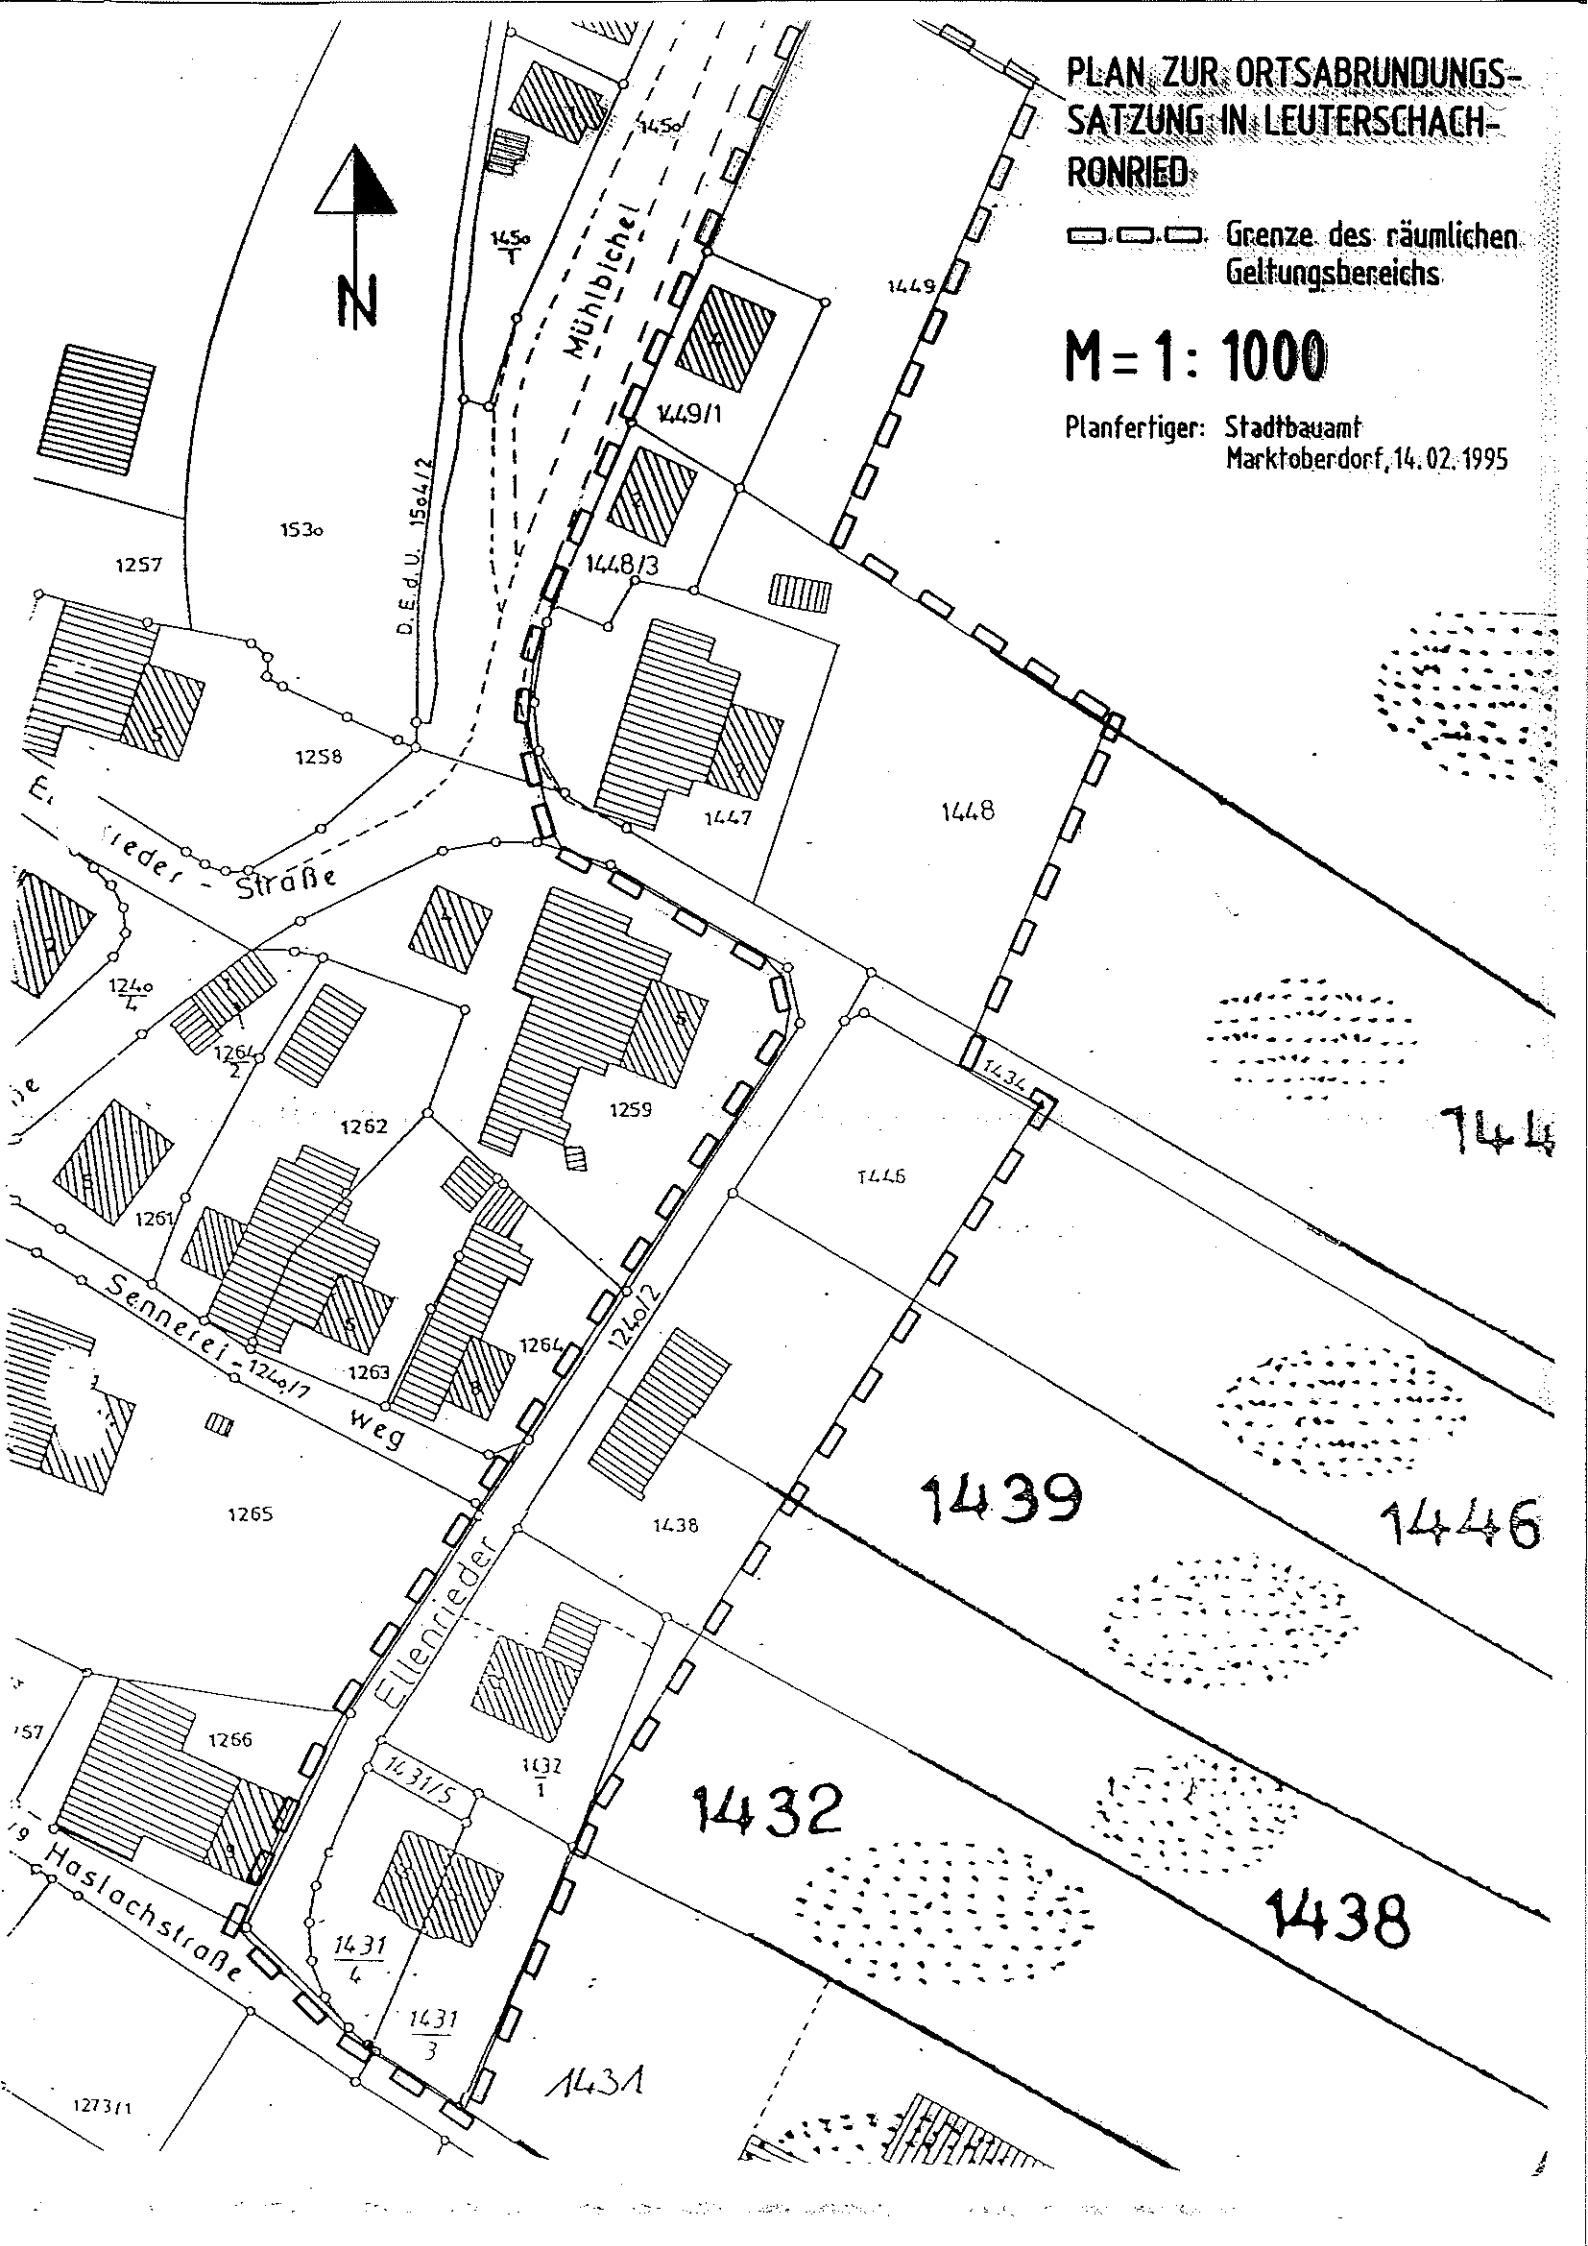 PLAN ZUR ORTSABRUNDUNGS-
SATZUNG IN LEUTERSCHACH-
RONRIED
Grenze des räumlichen
Geltungsbereichs
M = 1 : 1000
Planfertiger: Stadtbauamt
Marktoberdorf, 14.02.1995
N
1450
1450
1
Mühlbichel
1449
1449/1
D.E.d.U. 1504/2
1530
1257
1448/3
1258
1447
1448
Straße
1240
4
1264
2
1434
1259
1262
144
1446
1261
Sennerei-
1240/7
weg
1263
1264
1240/2
1439
1446
1265
1438
Ellenrieder
1266
1432
1
1431/5
1432
1438
Haslachstraße
1431
4
1431
3
1431
1273/1